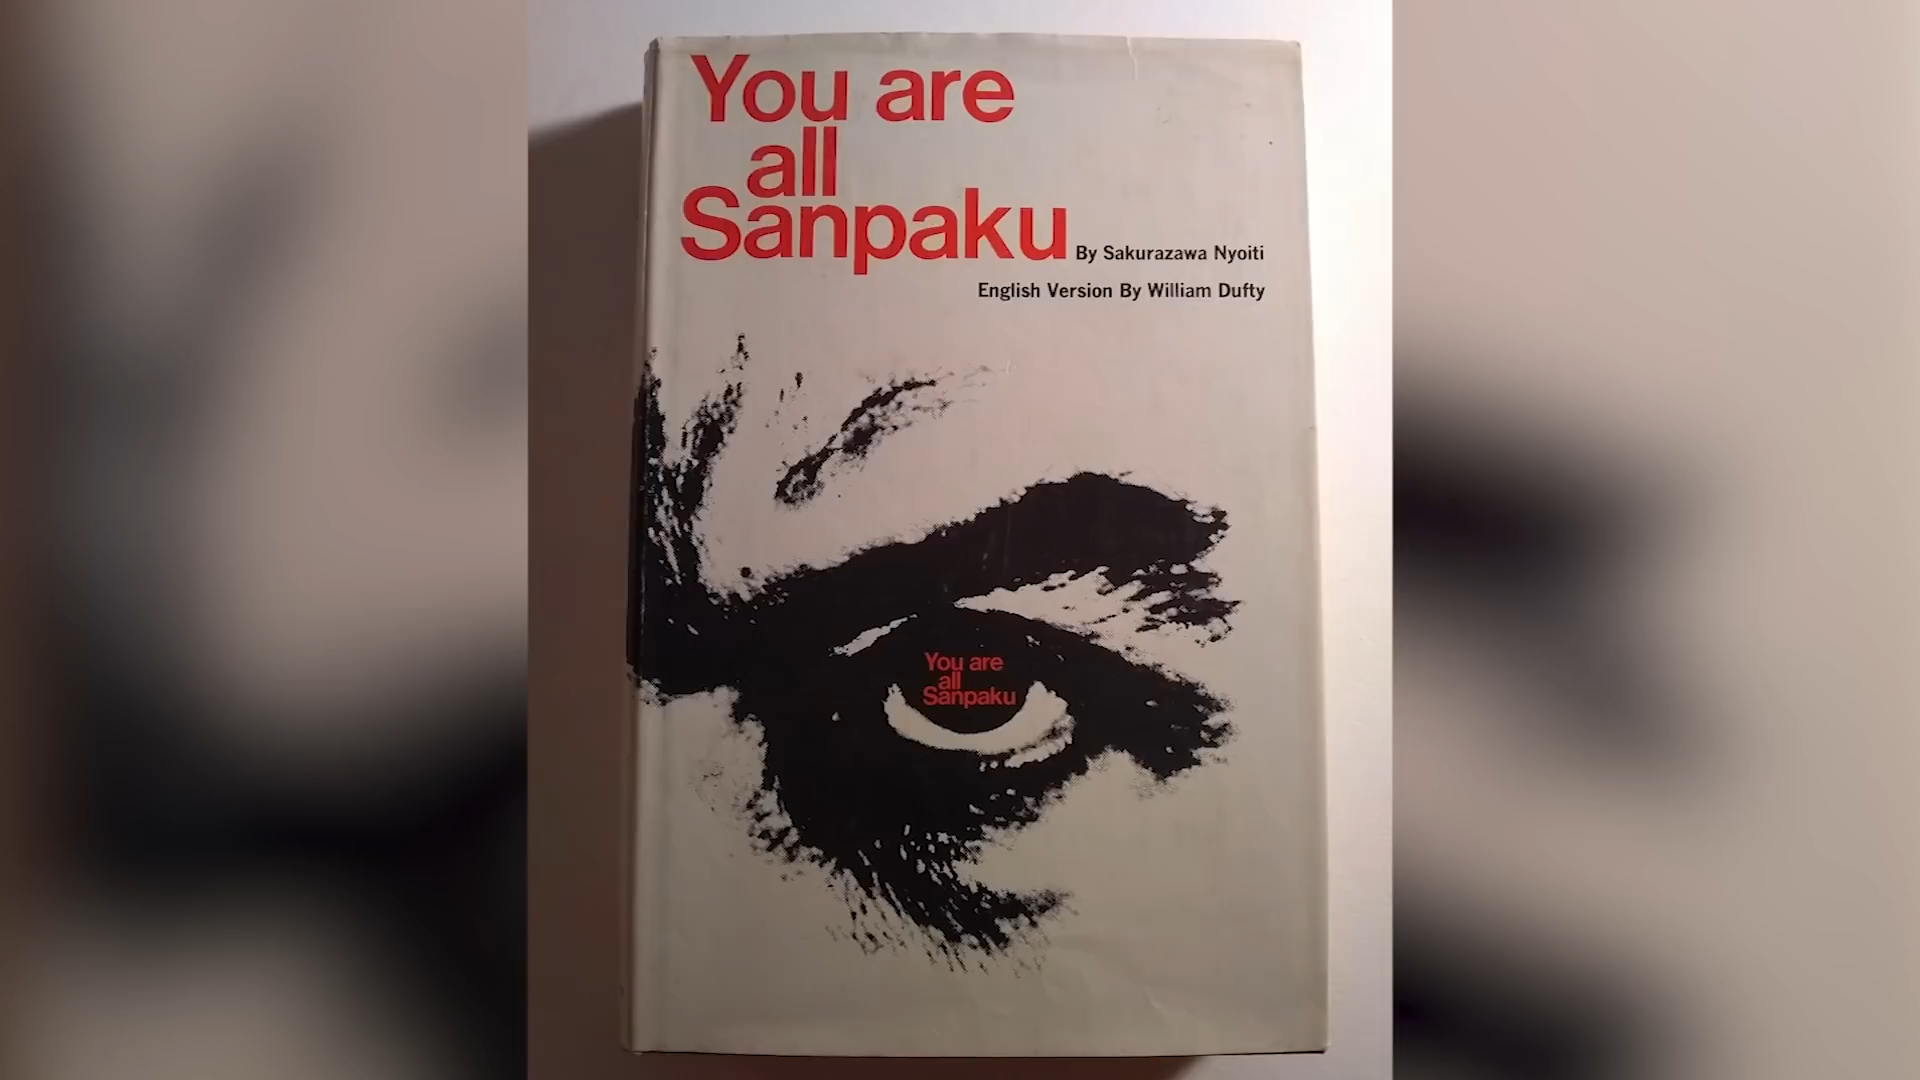 You are
all
Sanpaku
By Sakurazawa Nyoiti
English Version By William Dufty
You are
all
Sanpaku